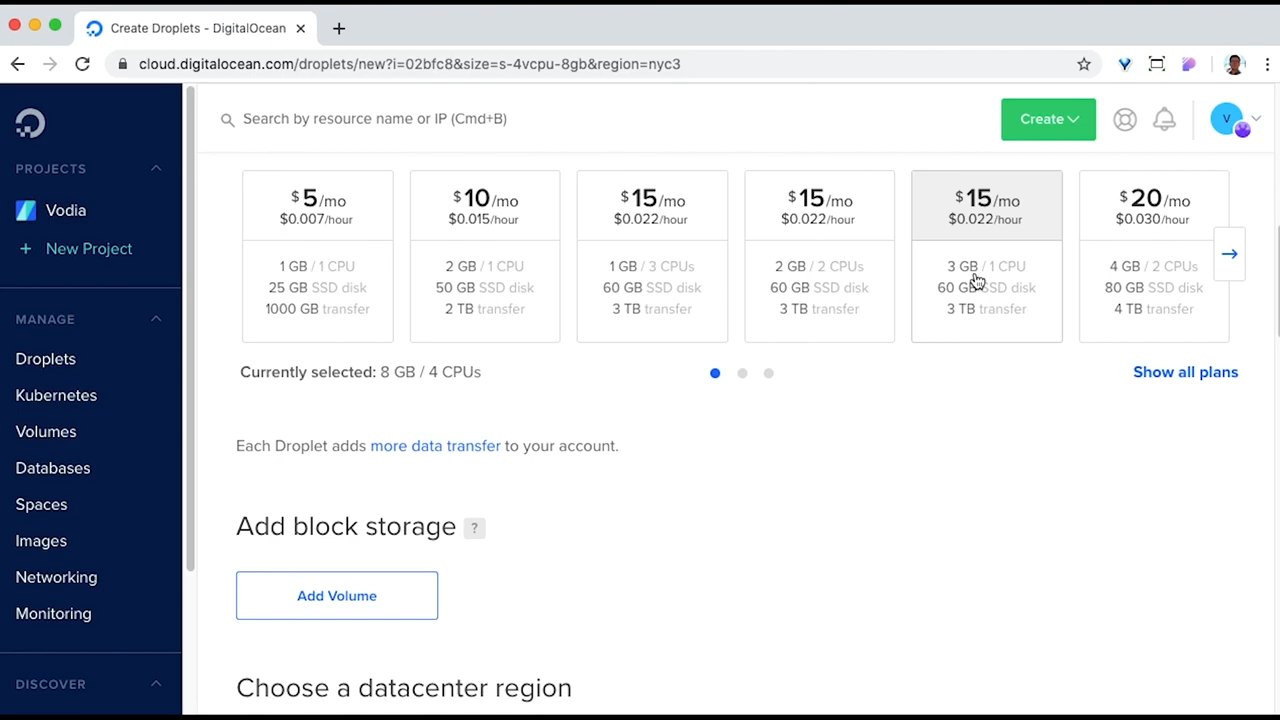 Create Droplets - DigitalOcean
cloud.digitalocean.com/droplets/new?i=02bfc8&size=s-4vcpu-8gb&region=nyc3
Search by resource name or IP (Cmd+B)
Create
V
PROJECTS
Vodia
+ New Project
MANAGE
Droplets
Kubernetes
Volumes
Databases
Spaces
Images
Networking
Monitoring
DISCOVER
$5/mo
$0.007/hour
1 GB / 1 CPU
25 GB SSD disk
1000 GB transfer
$10/mo
$0.015/hour
2 GB / 1 CPU
50 GB SSD disk
2 TB transfer
$15/mo
$0.022/hour
1 GB / 3 CPUs
60 GB SSD disk
3 TB transfer
$15/mo
$0.022/hour
2 GB / 2 CPUs
60 GB SSD disk
3 TB transfer
$15/mo
$0.022/hour
3 GB / 1 CPU
60 GB SSD disk
3 TB transfer
$20/mo
$0.030/hour
4 GB / 2 CPUs
80 GB SSD disk
4 TB transfer
Currently selected: 8 GB / 4 CPUs
Show all plans
Each Droplet adds more data transfer to your account.
Add block storage ?
Add Volume
Choose a datacenter region